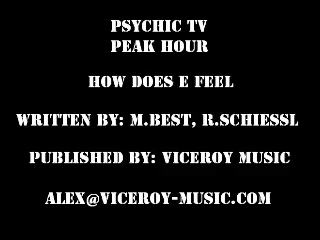 PSYCHIC TV
PEAK HOUR
HOW DOES E FEEL
WRITTEN BY: M.BEST, R.SCHIESSL
PUBLISHED BY: VICEROY MUSIC
ALEX@VICEROY-MUSIC.COM